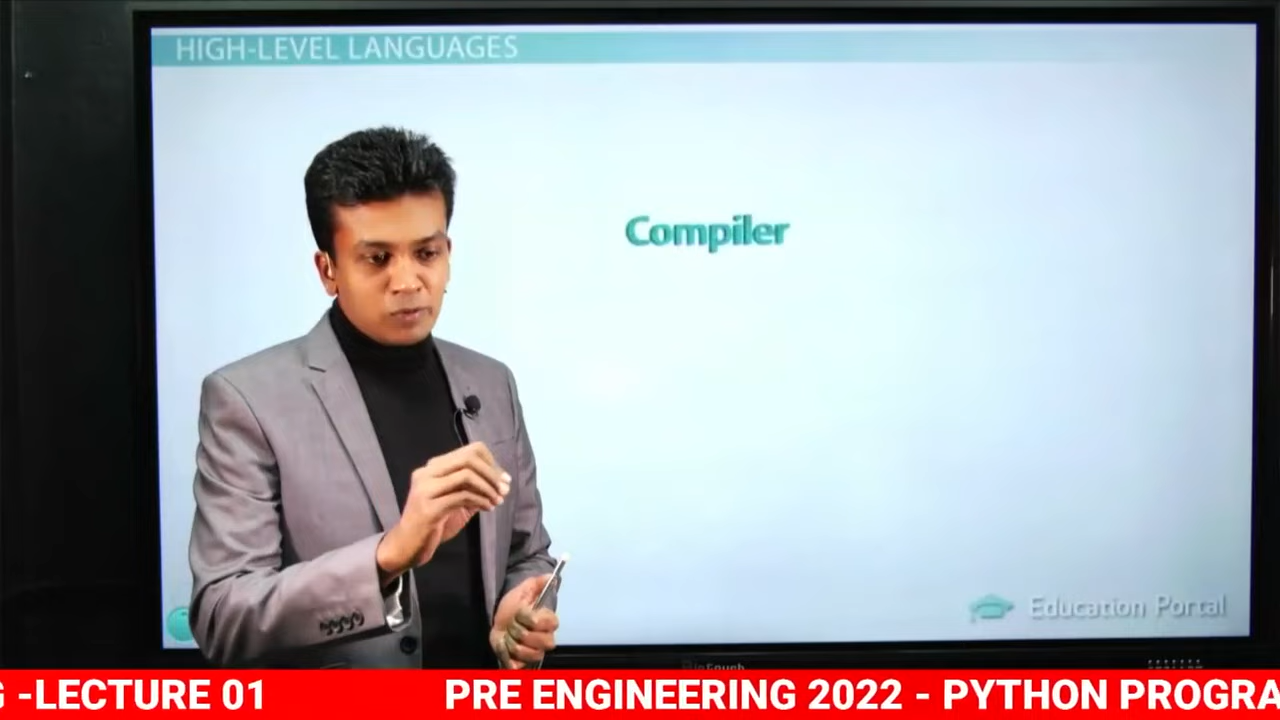 HIGH-LEVEL LANGUAGES
Compiler
Education Portal
-LECTURE 01 PRE ENGINEERING 2022 - PYTHON PROGRA